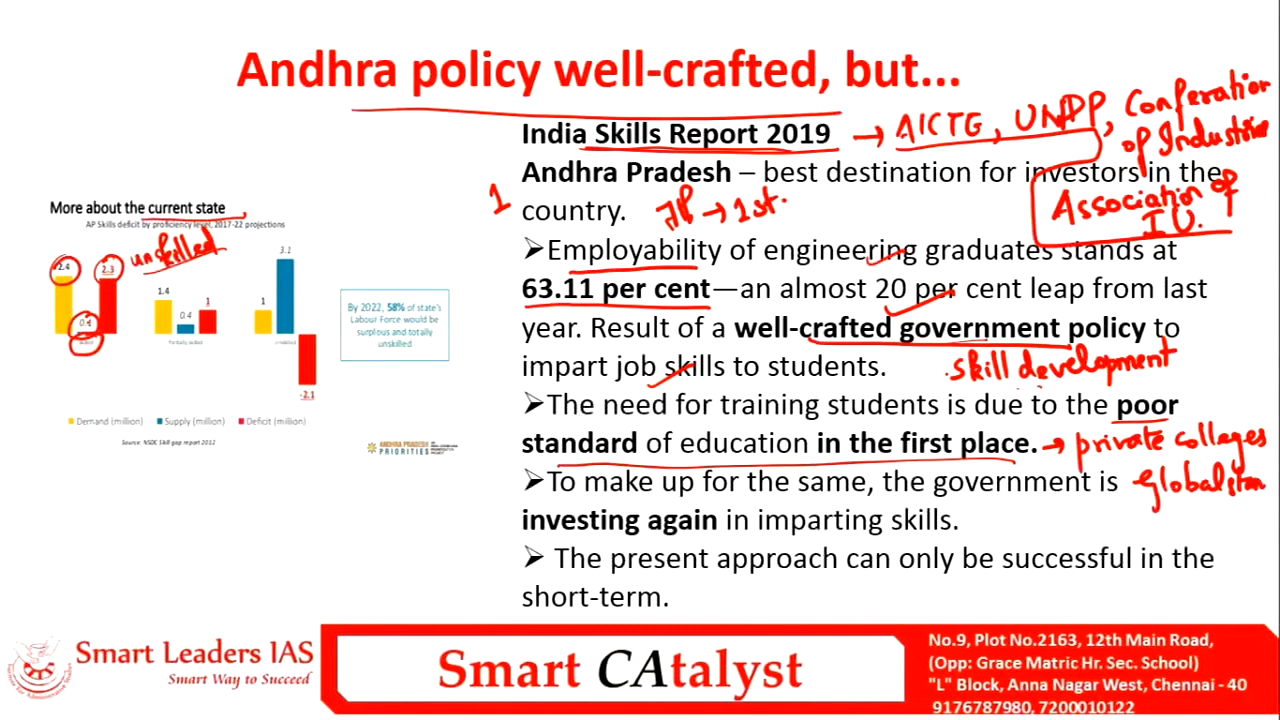 Andhra policy well-crafted, but...
India Skills Report 2019 → AICTE, UNDP, Conferation of Industries
Association of I U.
1
Andhra Pradesh – best destination for investors in the
country. AP → 1st.
➢Employability of engineering graduates stands at
63.11 per cent—an almost 20 per cent leap from last
year. Result of a well-crafted government policy to
impart job skills to students.
skill development
➢The need for training students is due to the poor
standard of education in the first place. → private collages
➢To make up for the same, the government is
Global stan
investing again in imparting skills.
➢ The present approach can only be successful in the
short-term.
More about the current state
AP Skills deficit by proficiency level, 2017-22 projections
unskilled
2.4
0.1
2.3
1.4
0.4
1
1
3.1
-2.1
Skilled
Partially skilled
Unskilled
Demand (million) Supply (million) Deficit (million)
Source: NSDC Skill gap report 2012
By 2022, 58% of state's
Labour Force would be
surplous and totally
unskilled
ANDHRA PRADESH
PRIORITIES
Smart Leaders IAS
Smart Way to Succeed
Smart CAtalyst
No.9, Plot No.2163, 12th Main Road,
(Opp: Grace Matric Hr. Sec. School)
"L" Block, Anna Nagar West, Chennai - 40
9176787980, 7200010122